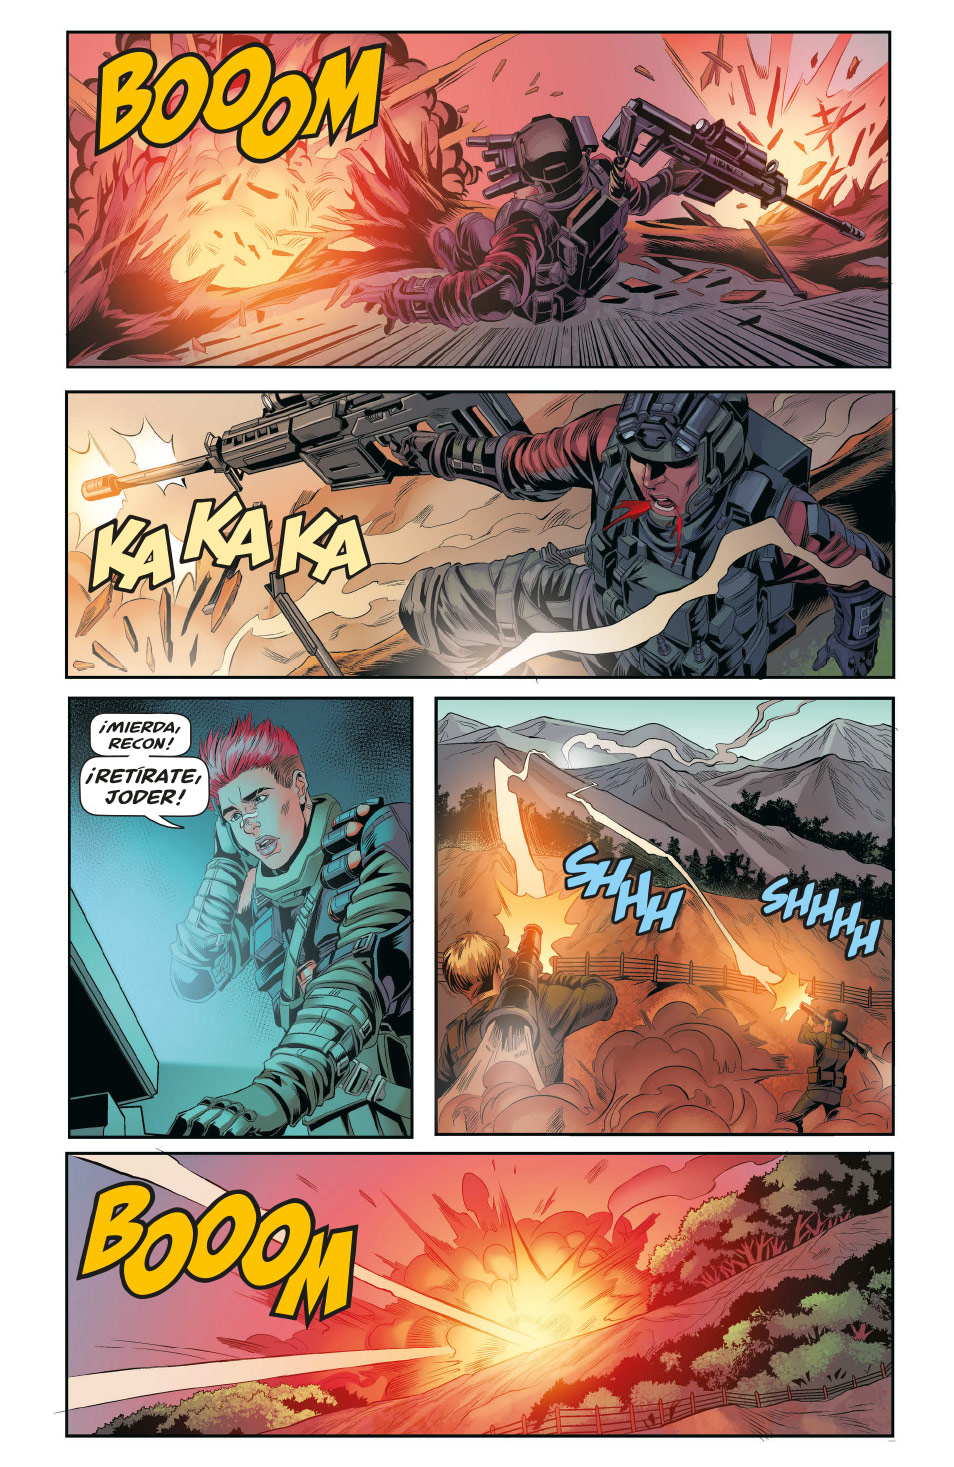 BOOOM
KA KA KA
¡MIERDA,
RECON!
¡RETÍRATE,
JODER!
SHHH
SHHHH
BOOOM